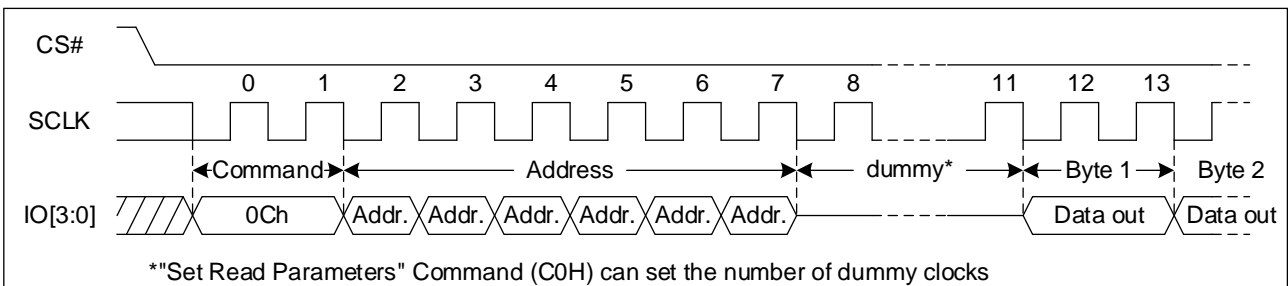 CS#
0 1 2 3 4 5 6 7 8 11 12 13
SCLK
Command Address dummy* Byte 1 Byte 2
IO[3:0] 0Ch Addr. Addr. Addr. Addr. Addr. Addr. Data out Data out
*"Set Read Parameters" Command (C0H) can set the number of dummy clocks